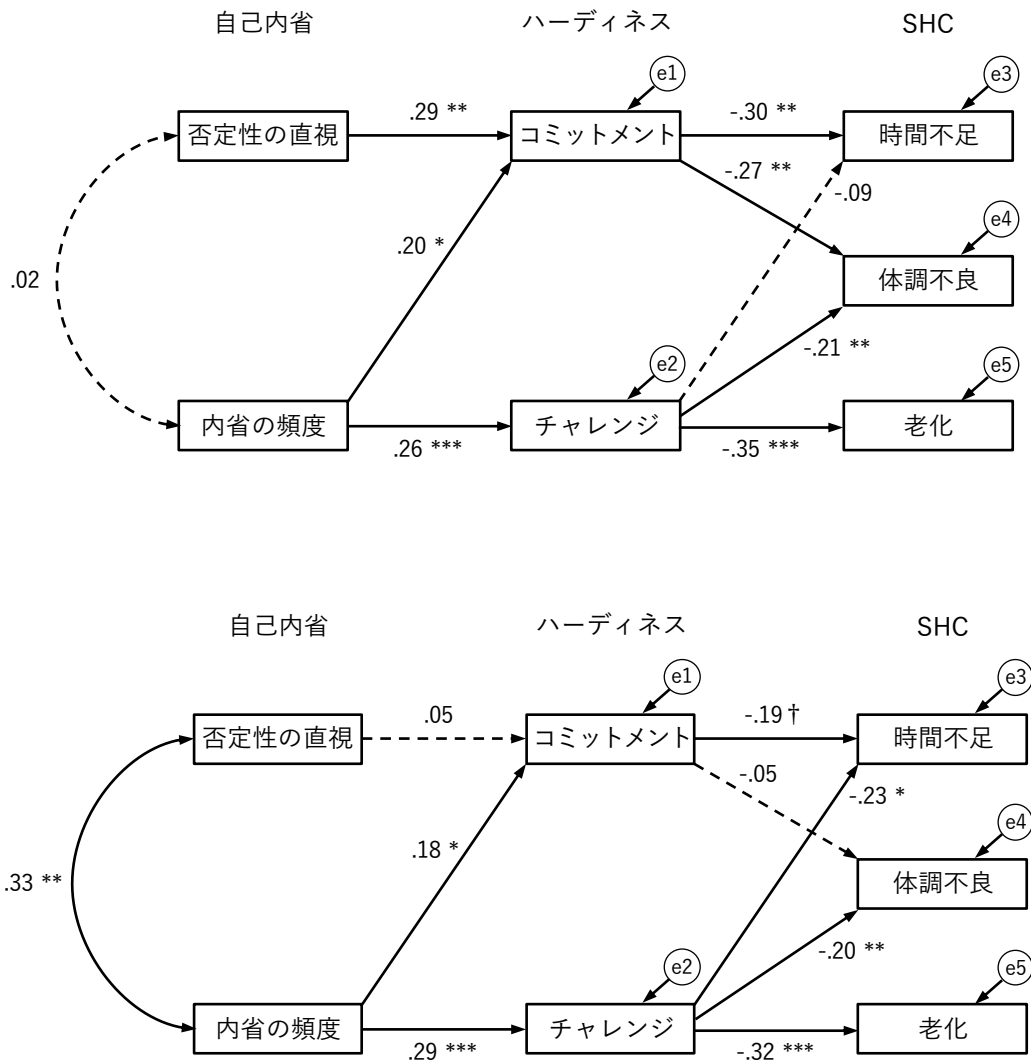 自己内省 ハーディネス SHC
e1 e3
.29 ** -.30 **
否定性の直視 コミットメント 時間不足
-.27 ** -.09
e4
.20 *
.02 体調不良
-.21 **
e2 e5
内省の頻度 チャレンジ 老化
.26 *** -.35 ***
自己内省 ハーディネス SHC
e1 e3
.05 -.19 †
否定性の直視 コミットメント 時間不足
-.05 -.23 *
e4
.18 *
.33 ** 体調不良
-.20 **
e2 e5
内省の頻度 チャレンジ 老化
.29 *** -.32 ***